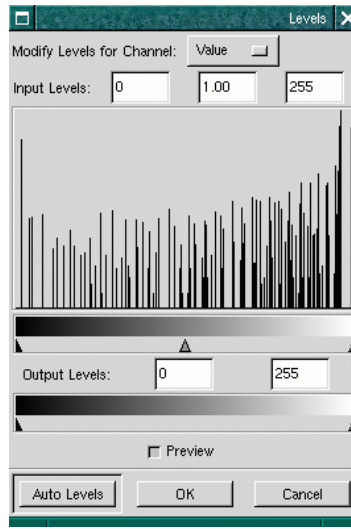 Levels
Modify Levels for Channel: Value
Input Levels: 0 1.00 255
Output Levels: 0 255
Preview
Auto Levels OK Cancel